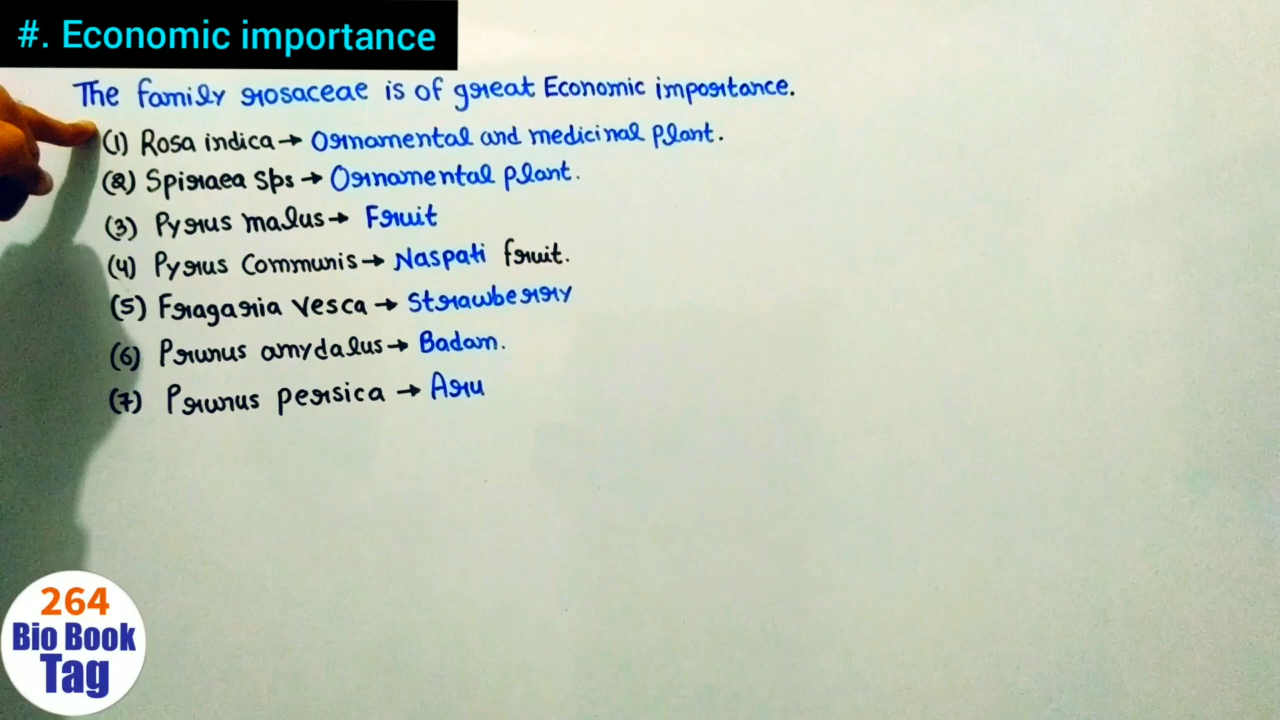 #. Economic importance
The family rosaceae is of great Economic importance.
(1) Rosa indica → Ornamental and medicinal plant.
(2) Spiraea sps → Ornamental plant.
(3) Pyrus malus → Fruit
(4) Pyrus Communis → Naspati fruit.
(5) Fragaria vesca → Strawberry
(6) Prunus amydalus → Badam.
(7) Prunus persica → Aru
264
Bio Book
Tag